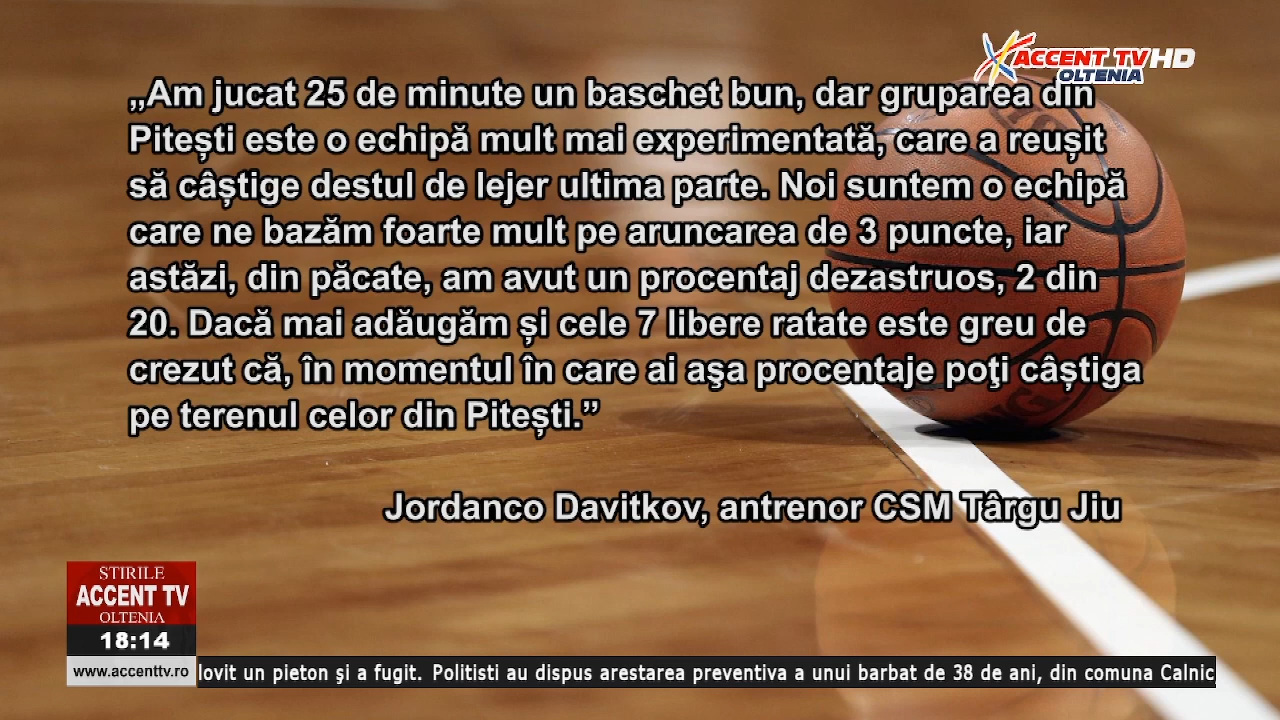 ACCENT TV HD
OLTENIA
„Am jucat 25 de minute un baschet bun, dar gruparea din
Pitești este o echipă mult mai experimentată, care a reușit
să câștige destul de lejer ultima parte. Noi suntem o echipă
care ne bazăm foarte mult pe aruncarea de 3 puncte, iar
astăzi, din păcate, am avut un procentaj dezastruos, 2 din
20. Dacă mai adăugăm și cele 7 libere ratate este greu de
crezut că, în momentul în care ai aşa procentaje poţi câștiga
pe terenul celor din Pitești.”
Jordanco Davitkov, antrenor CSM Târgu Jiu
STIRILE
ACCENT TV
OLTENIA
18:14
www.accenttv.ro
lovit un pieton şi a fugit. Politisti au dispus arestarea preventiva a unui barbat de 38 de ani, din comuna Calnic,